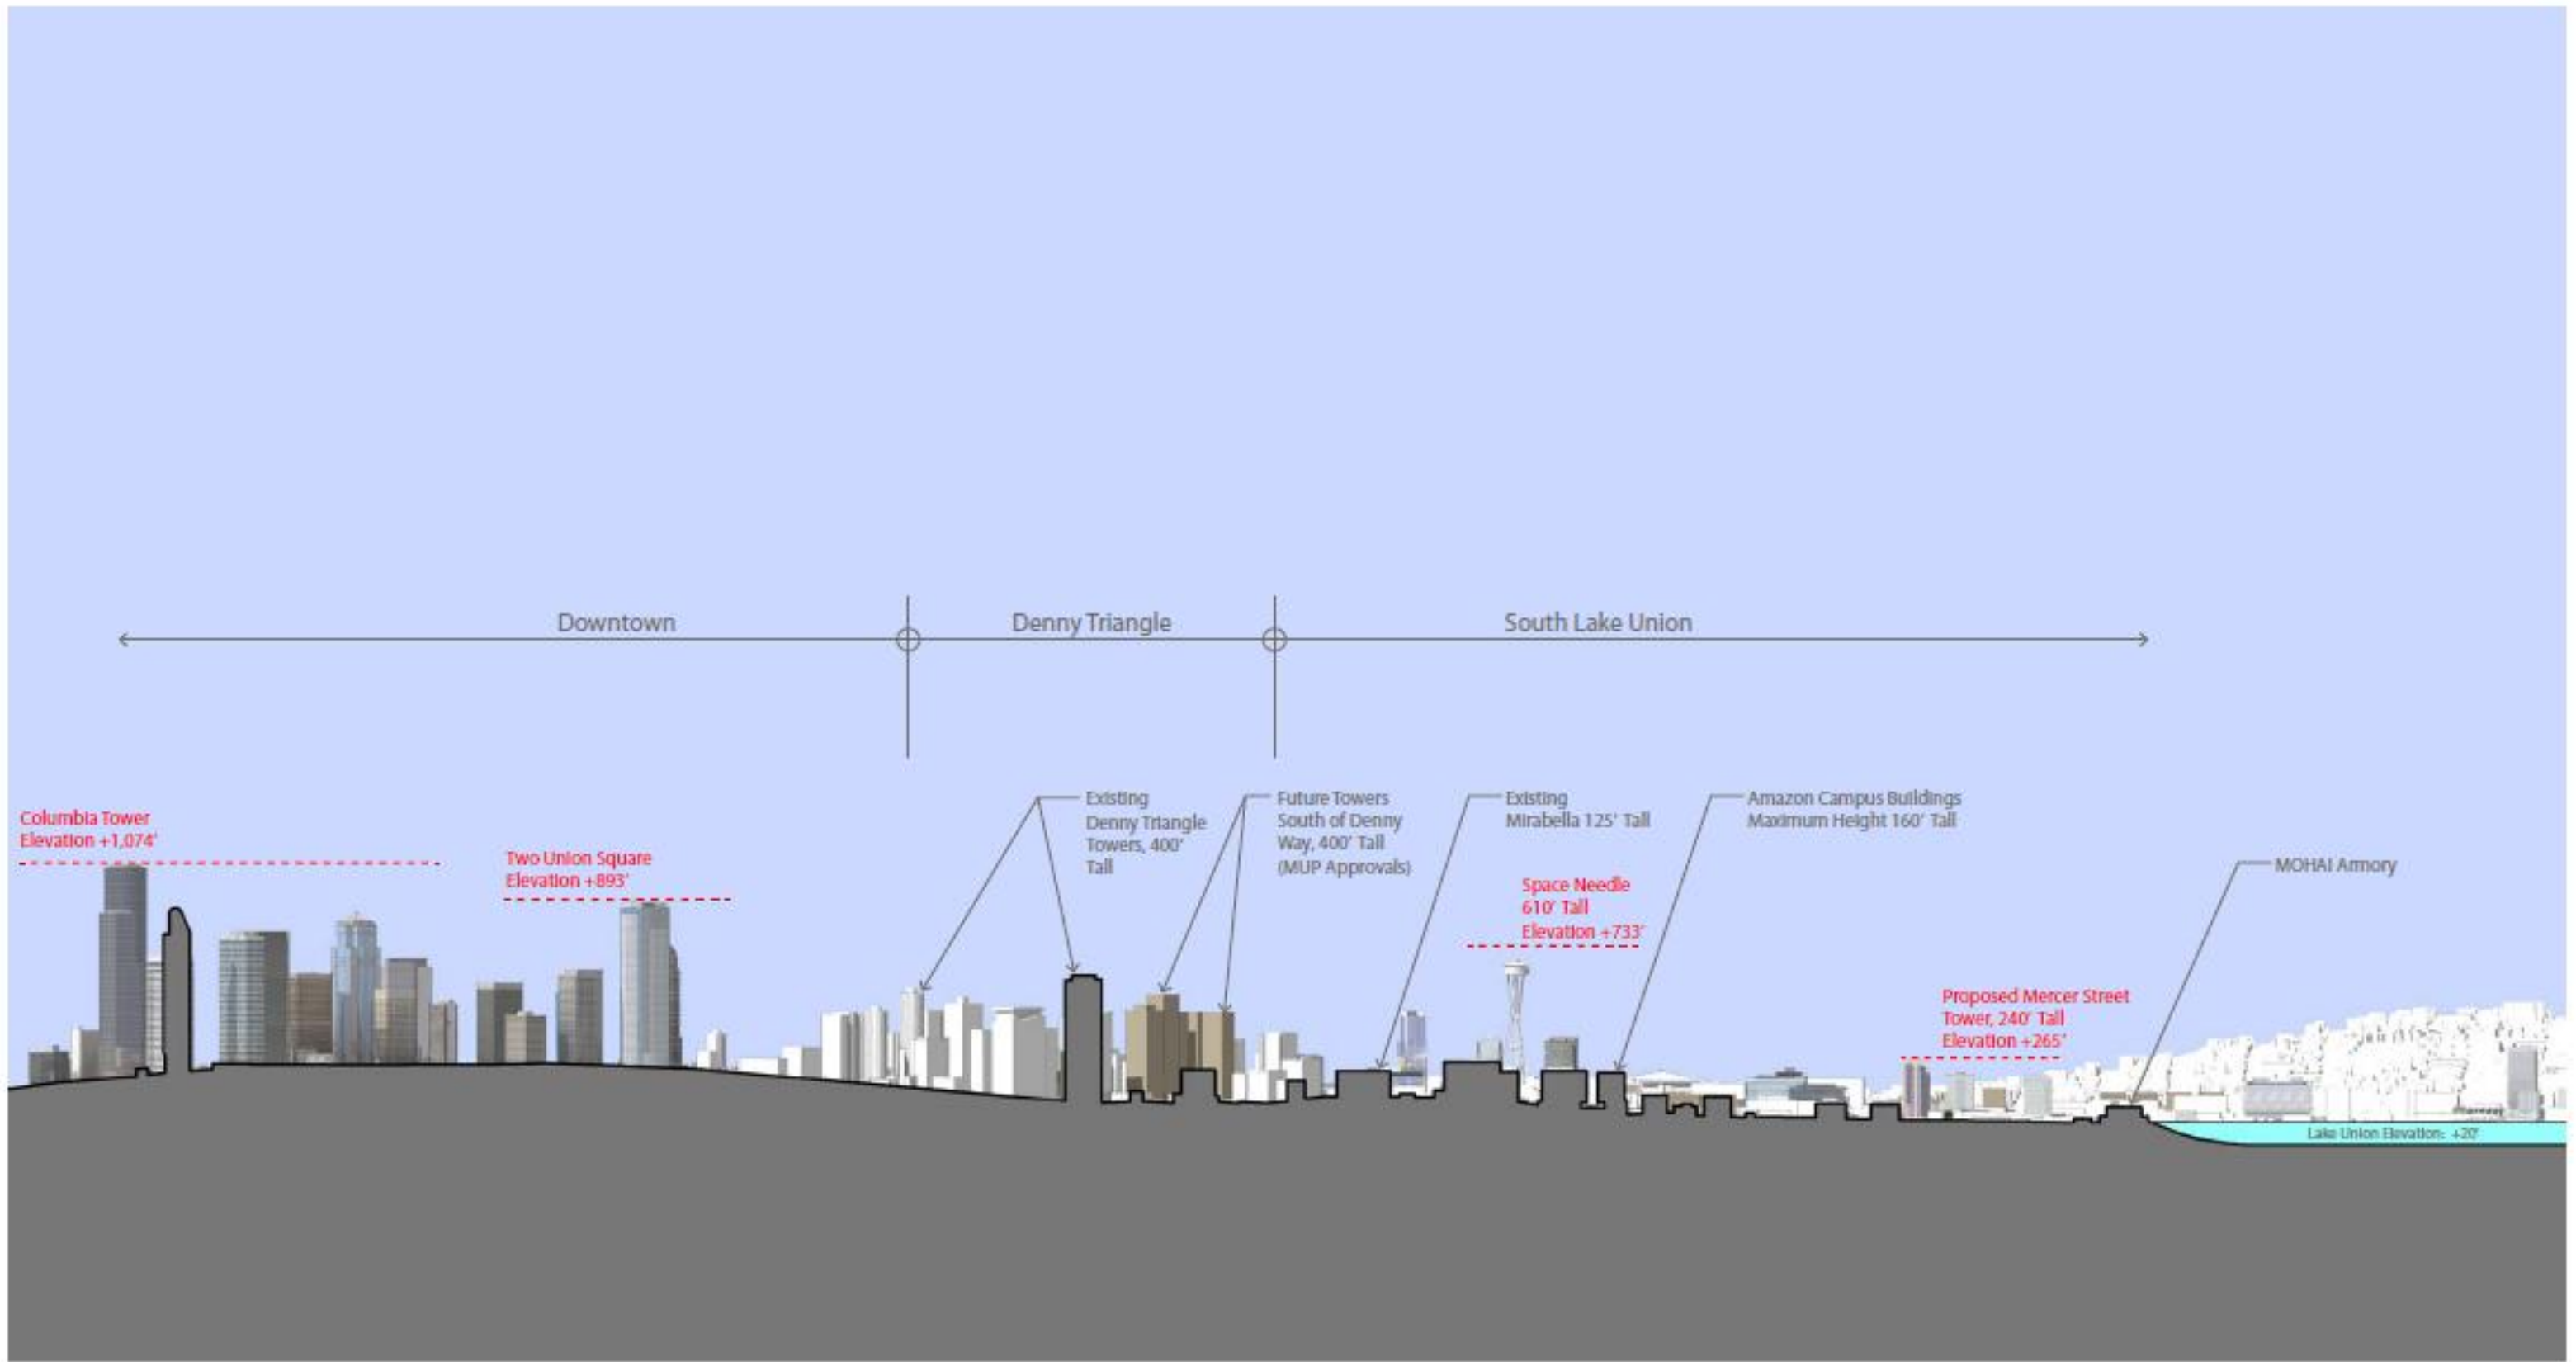 Downtown
Denny Triangle
South Lake Union
Columbia Tower
Elevation +1,074'
Two Union Square
Elevation +893'
Existing
Denny Triangle
Towers, 400'
Tall
Future Towers
South of Denny
Way, 400' Tall
(MUP Approvals)
Existing
Mirabella 125' Tall
Amazon Campus Buildings
Maximum Height 160' Tall
Space Needle
610' Tall
Elevation +733'
MOHAI Armory
Proposed Mercer Street
Tower, 240' Tall
Elevation +265'
Lake Union Elevation: +20'